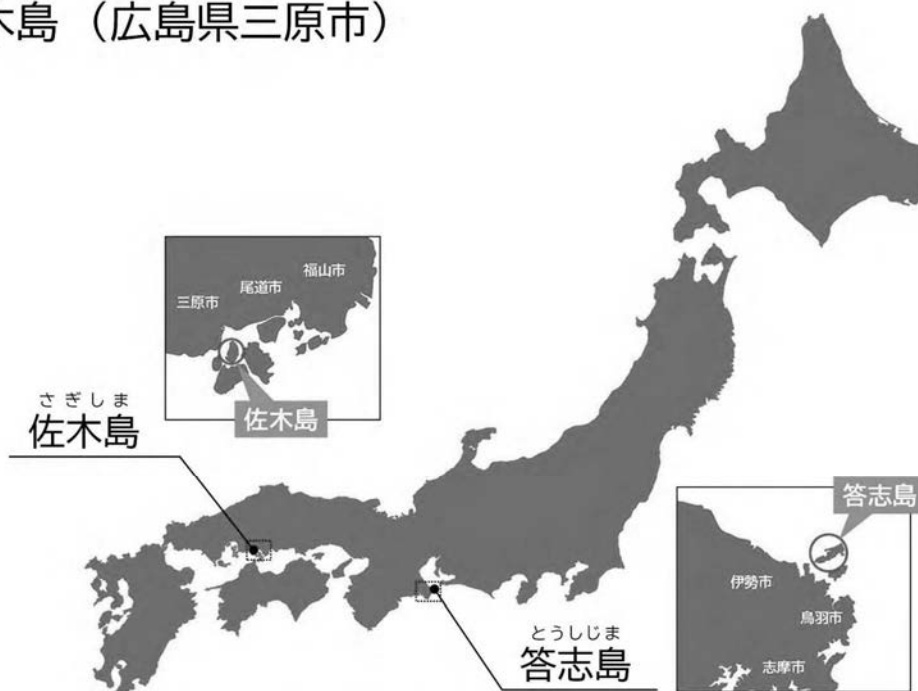 木島（広島県三原市）
福山市
尾道市
三原市
佐木島
さぎしま
佐木島
答志島
伊勢市
鳥羽市
志摩市
とうしじま
答志島